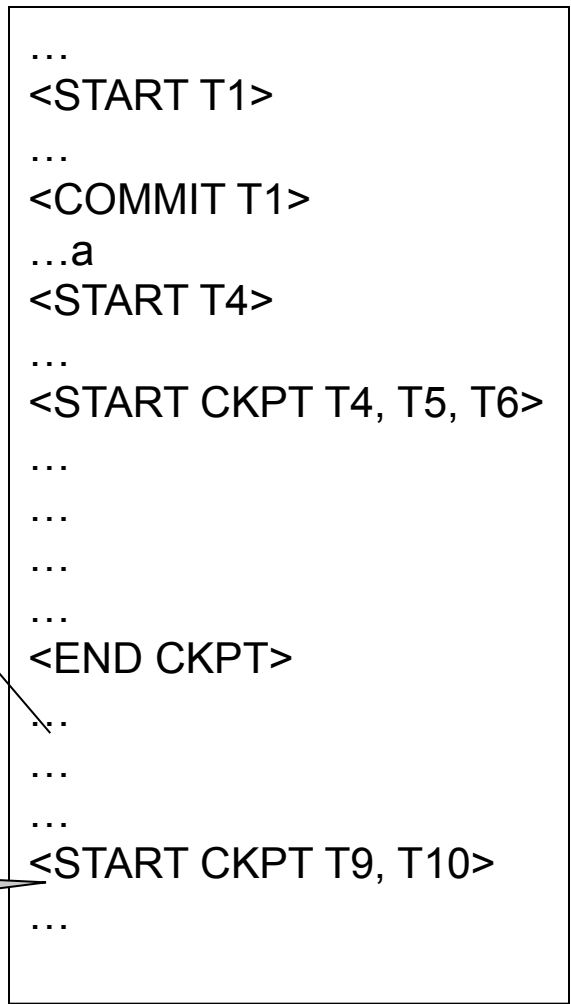 …
<START T1>
…
<COMMIT T1>
…a
<START T4>
…
<START CKPT T4, T5, T6>
…
…
…
…
<END CKPT>
…
…
…
<START CKPT T9, T10>
…